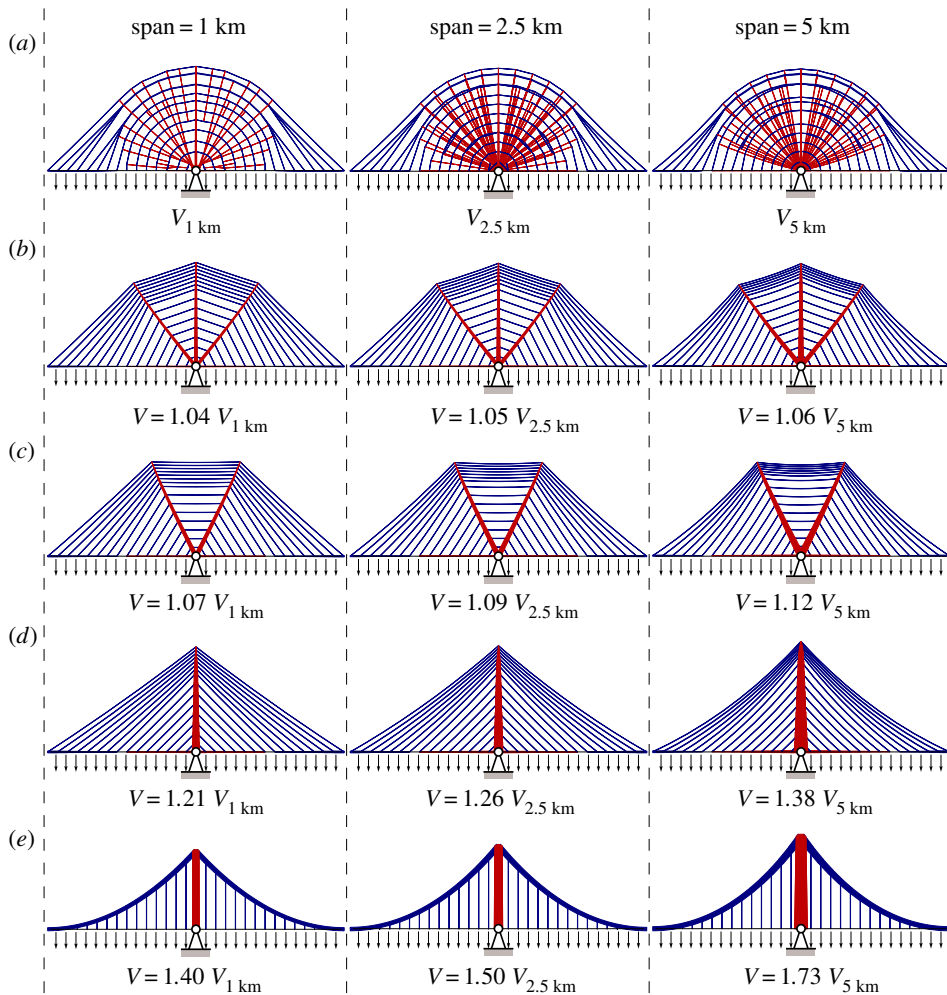 span = 1 km span = 2.5 km span = 5 km
(a)
V1 km V2.5 km V5 km
(b)
V = 1.04 V1 km V = 1.05 V2.5 km V = 1.06 V5 km
(c)
V = 1.07 V1 km V = 1.09 V2.5 km V = 1.12 V5 km
(d)
V = 1.21 V1 km V = 1.26 V2.5 km V = 1.38 V5 km
(e)
V = 1.40 V1 km V = 1.50 V2.5 km V = 1.73 V5 km